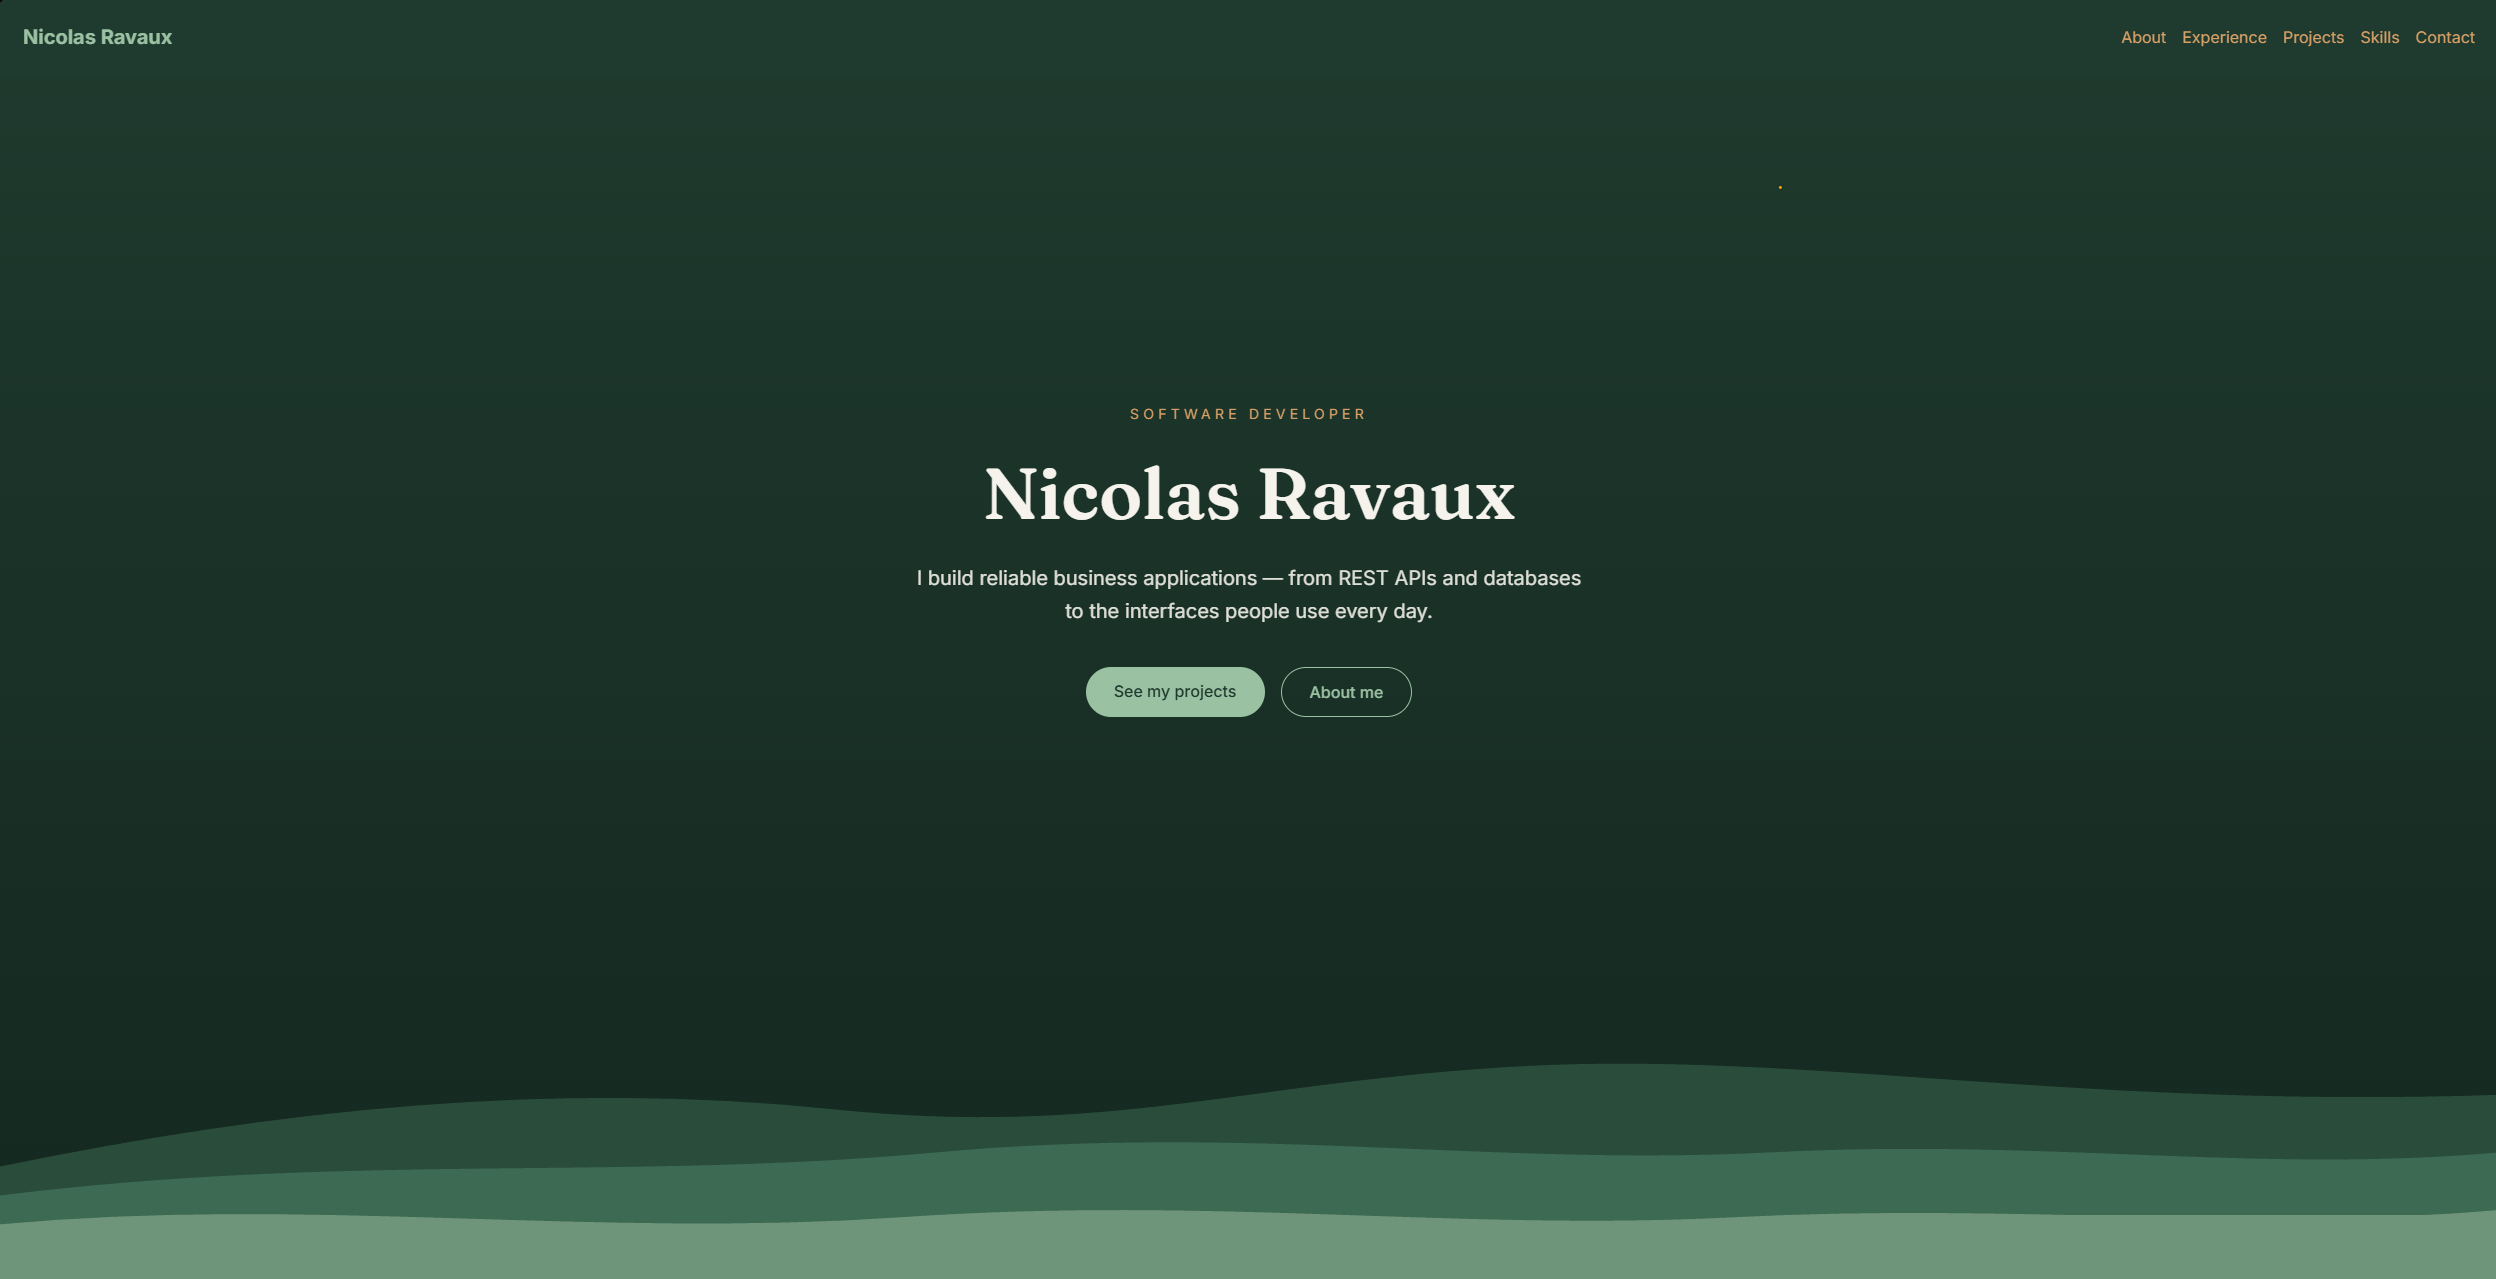 Nicolas Ravaux
About Experience Projects Skills Contact
SOFTWARE DEVELOPER
Nicolas Ravaux
I build reliable business applications — from REST APIs and databases
to the interfaces people use every day.
See my projects
About me